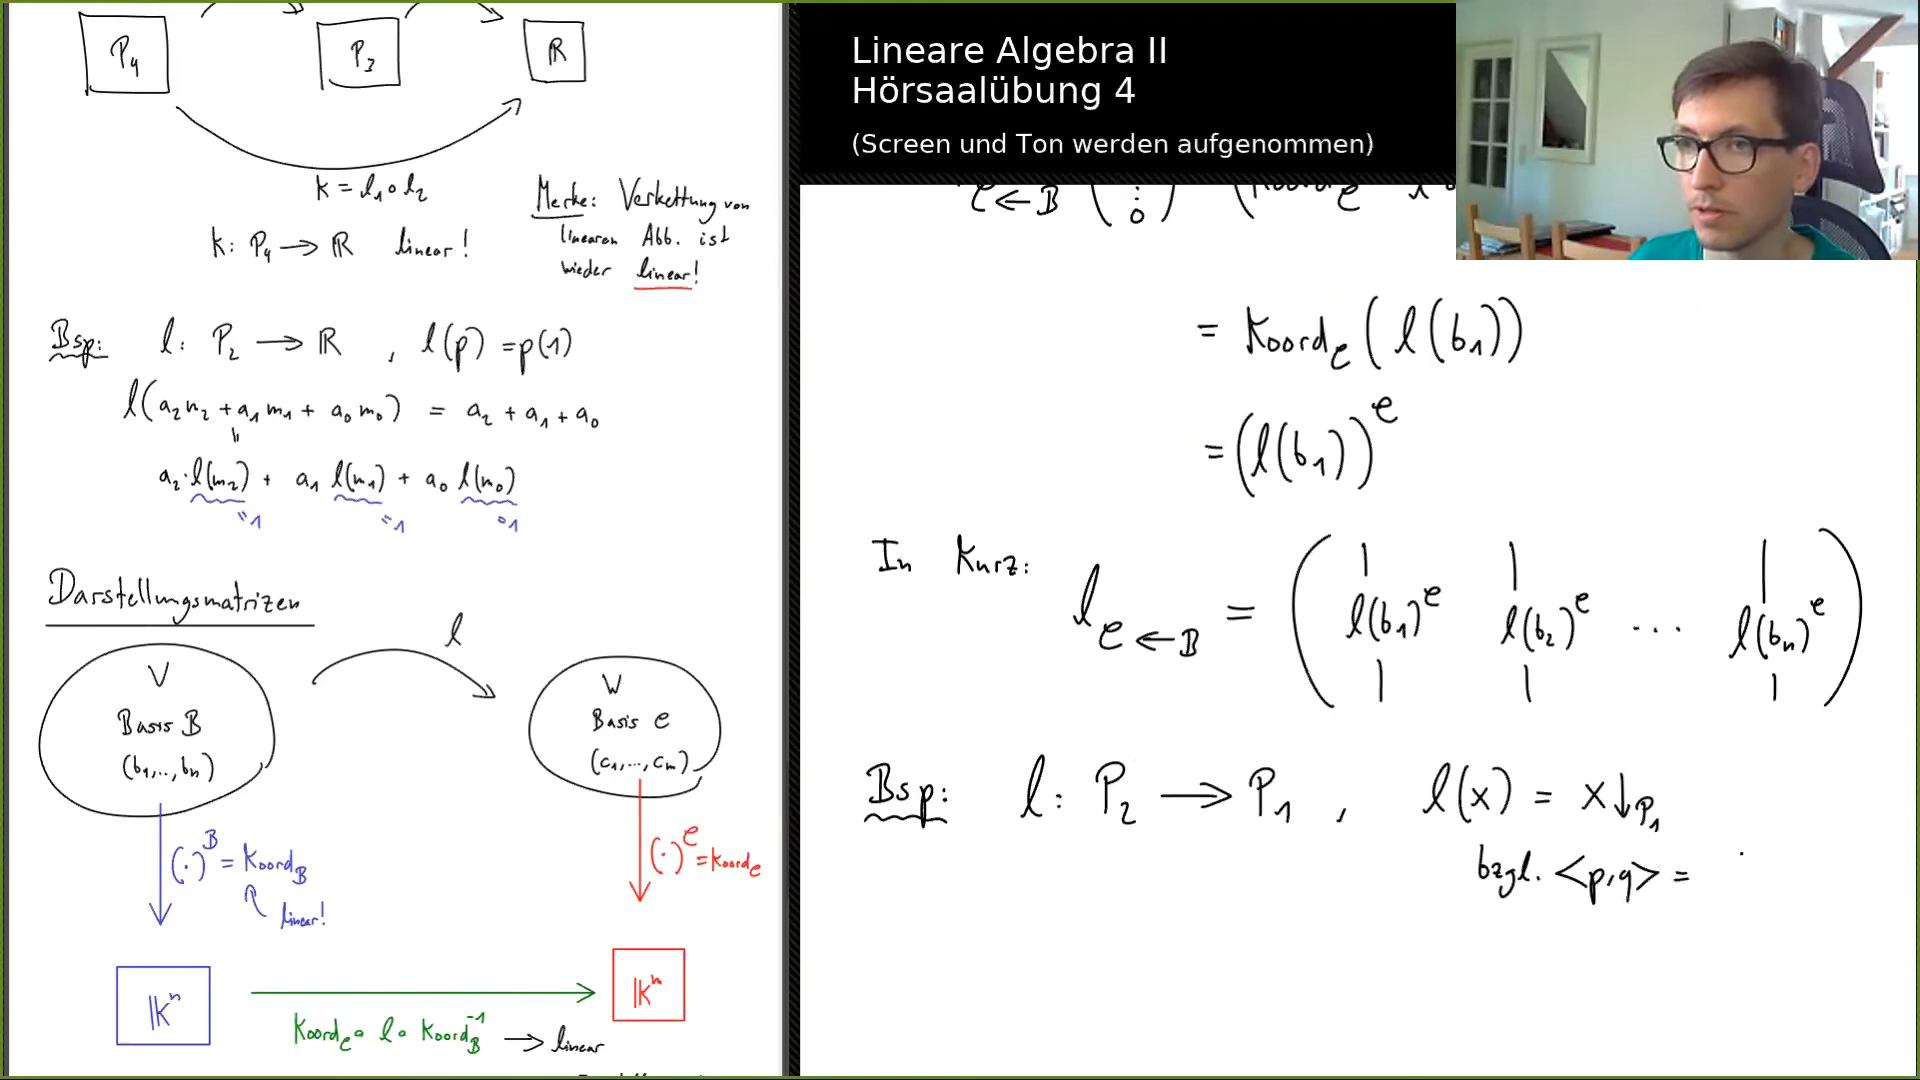 P₄
P₃
ℝ
k = l₁∘l₂
Merke: Verkettung von
linearen Abb. ist
wieder linear!
k: P₄ → ℝ linear!
Bsp: l: P₂ → ℝ , l(p) = p(1)
l(a₂m₂ + a₁m₁ + a₀m₀) = a₂ + a₁ + a₀
a₂·l(m₂) + a₁ l(m₁) + a₀ l(m₀)
=1 =1 =1
Darstellungsmatrizen
l
V
Basis B
(b₁,..,bₙ)
W
Basis C
(c₁,...,cₘ)
(·)^B = Koord_B
linear!
(·)^C = Koord_C
𝕂ⁿ
𝕂ᵐ
Koord_C ∘ l ∘ Koord_B⁻¹ → linear
Lineare Algebra II
Hörsaalübung 4
(Screen und Ton werden aufgenommen)
= Koord_C(l(b₁))
= (l(b₁))^C
In Kurz: l_{C←B} = ( l(b₁)^C l(b₂)^C ... l(bₙ)^C )
Bsp: l: P₂ → P₁ , l(x) = x↓_{P₁}
bzgl. <p,q> =